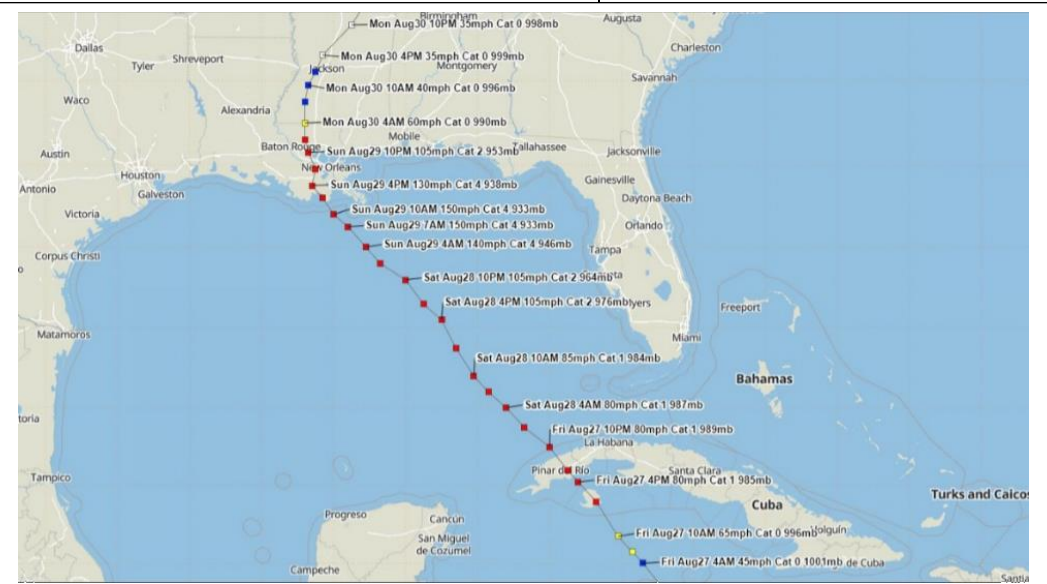 Birmingham
Augusta
Mon Aug30 10PM 35mph Cat 0 998mb
Dallas
Charleston
Mon Aug30 4PM 35mph Cat 0 999mb
Shreveport
Tyler
Jackson
Montgomery
Savannah
Mon Aug30 10AM 40mph Cat 0 996mb
Waco
Alexandria
Mon Aug30 4AM 60mph Cat 0 990mb
Mobile
Baton Rouge
Tallahassee
Sun Aug29 10PM 105mph Cat 2 953mb
Jacksonville
Austin
New Orleans
Houston
Gainesville
Antonio
Sun Aug29 4PM 130mph Cat 4 938mb
Galveston
Daytona Beach
Victoria
Sun Aug29 10AM 150mph Cat 4 933mb
Sun Aug29 7AM 150mph Cat 4 933mb
Orlando
Sun Aug29 4AM 140mph Cat 4 946mb
Tampa
Corpus Christi
o
Sat Aug28 10PM 105mph Cat 2 964mb
Sat Aug28 4PM 105mph Cat 2 976mb
yers
Freeport
Matamoros
Miami
Sat Aug28 10AM 85mph Cat 1 984mb
Bahamas
Sat Aug28 4AM 80mph Cat 1 987mb
toria
Fri Aug27 10PM 80mph Cat 1 989mb
La Habana
Pinar del Río
Santa Clara
Tampico
Fri Aug27 4PM 80mph Cat 1 985mb
Turks and Caicos
Cuba
Progreso
Cancún
Fri Aug27 10AM 65mph Cat 0 996mb
Holguín
San Miguel
de Cozumel
Fri Aug27 4AM 45mph Cat 0 1001mb
de Cuba
Campeche
Santia